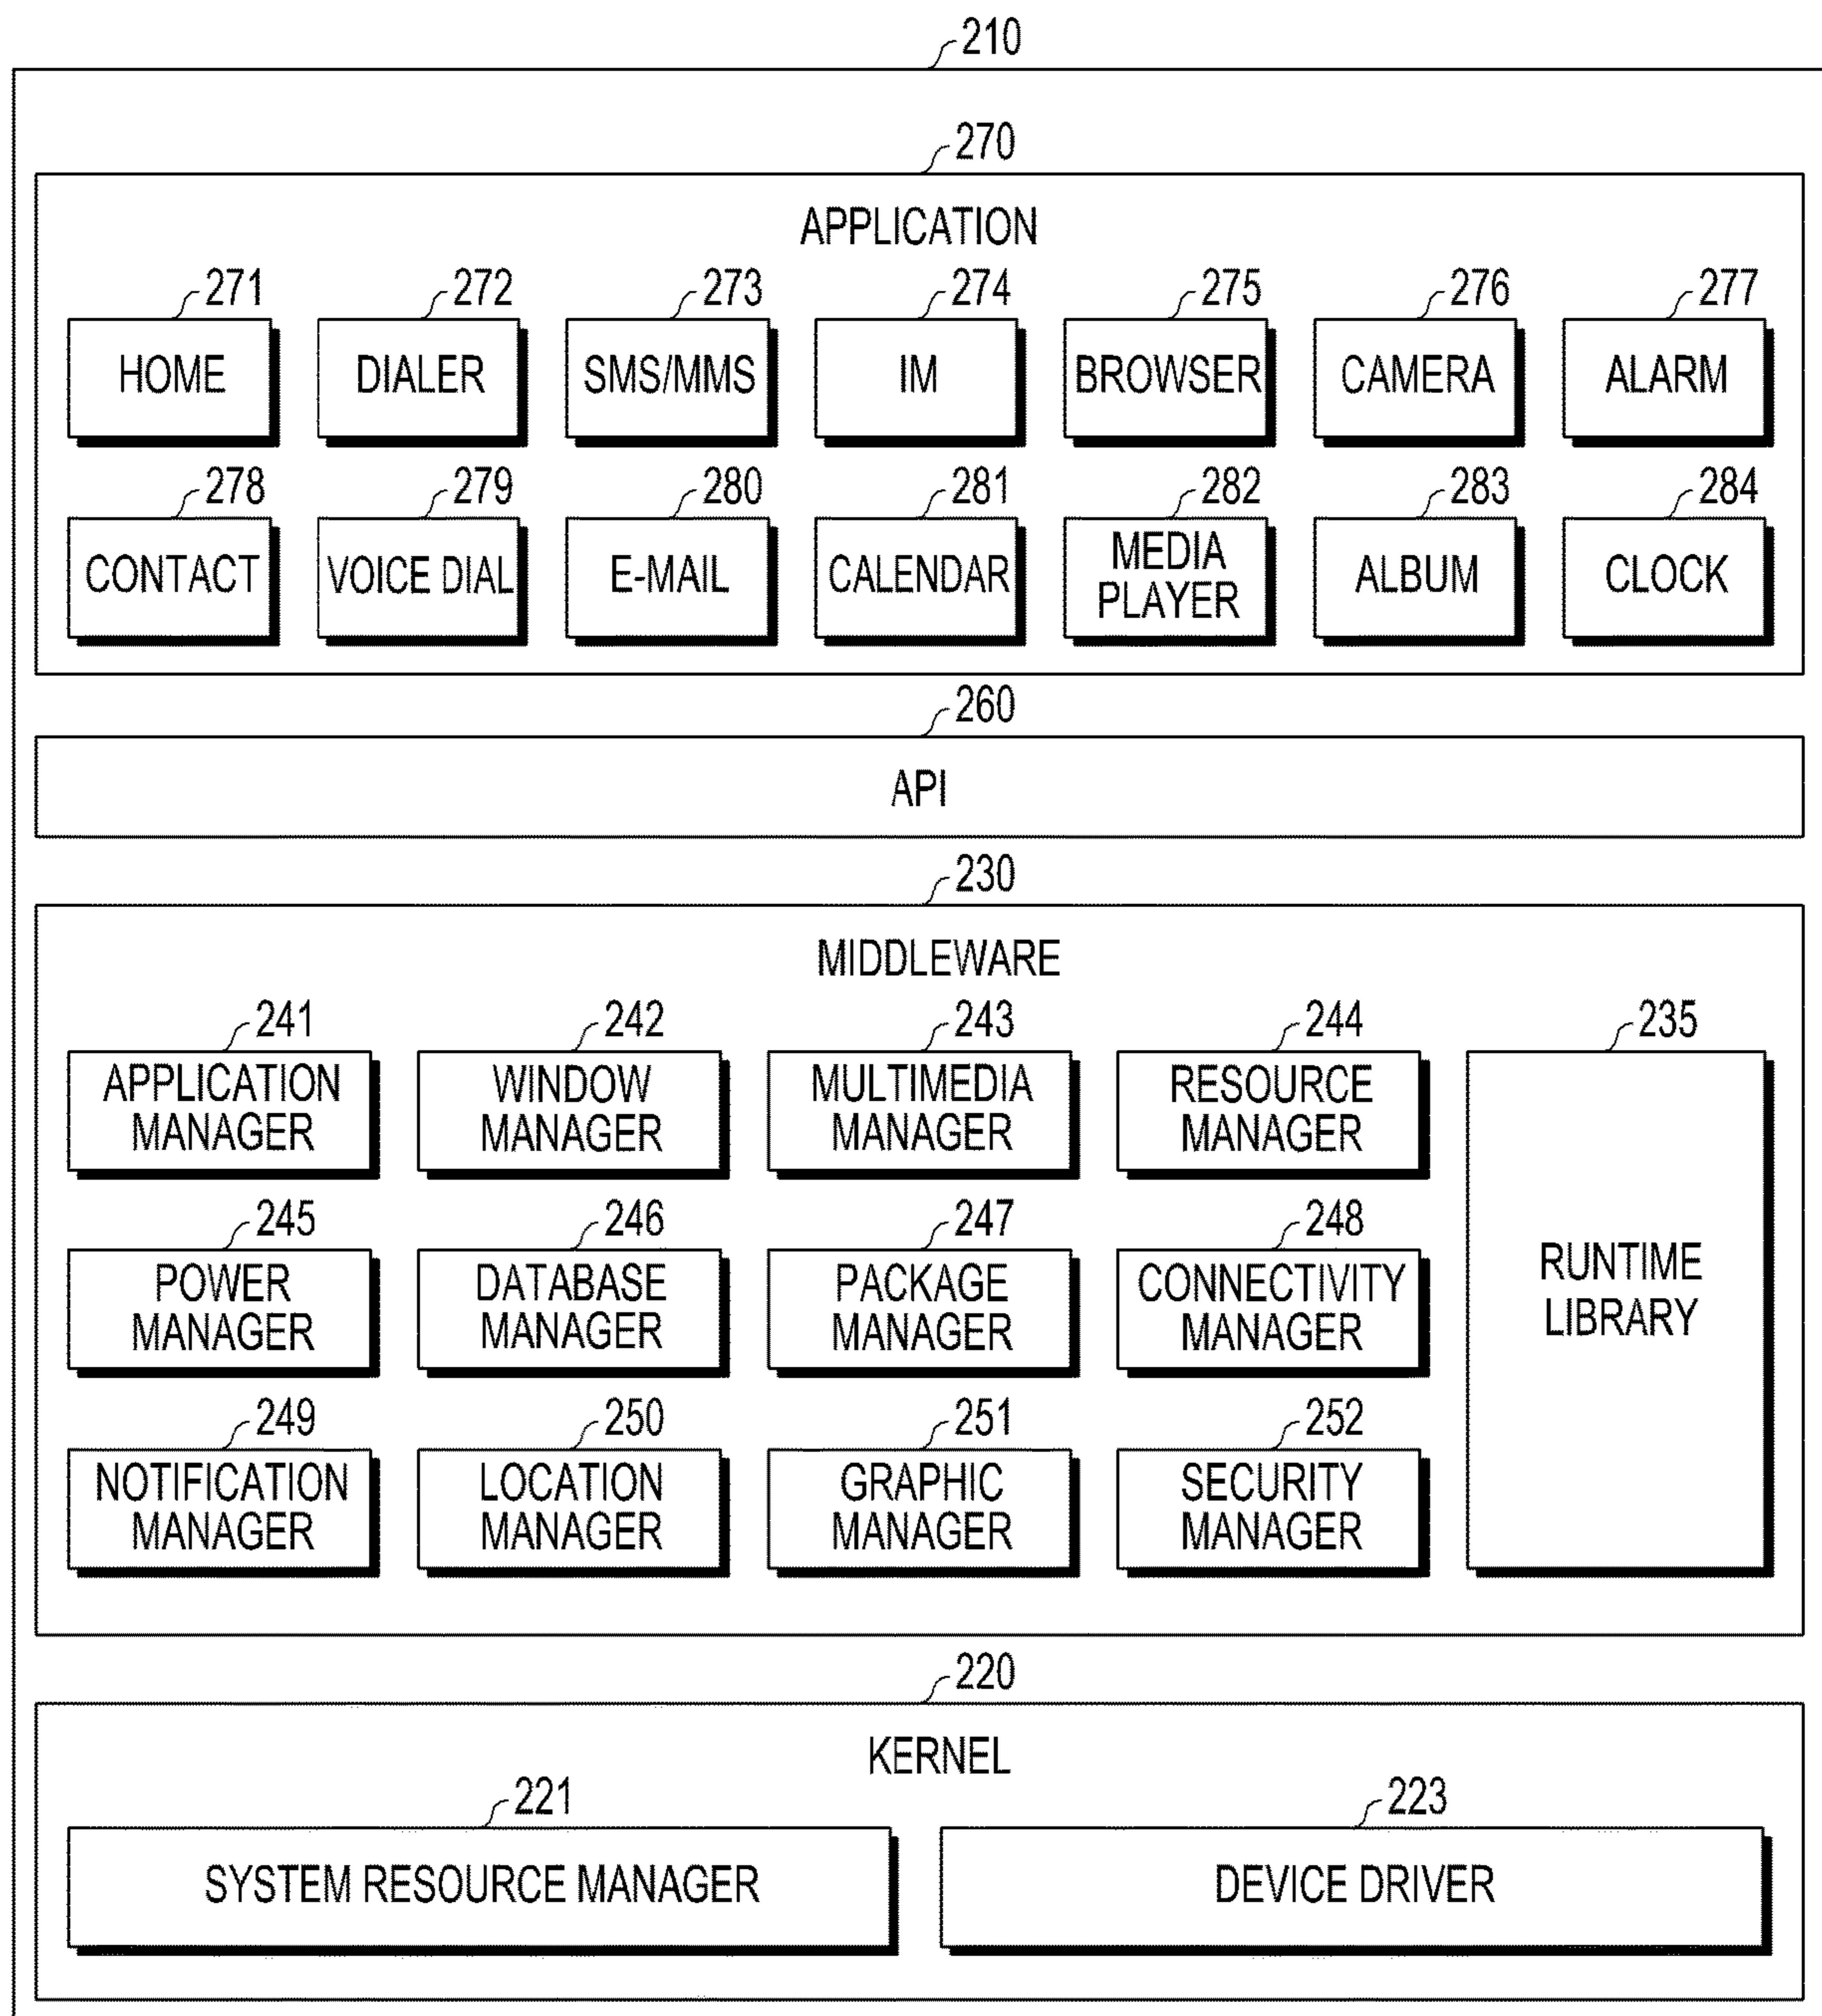 210
270
APPLICATION
271 272 273 274 275 276 277
HOME DIALER SMS/MMS IM BROWSER CAMERA ALARM
278 279 280 281 282 283 284
CONTACT VOICE DIAL E-MAIL CALENDAR MEDIA PLAYER ALBUM CLOCK
260
API
230
MIDDLEWARE
241 242 243 244 235
APPLICATION MANAGER WINDOW MANAGER MULTIMEDIA MANAGER RESOURCE MANAGER
245 246 247 248
POWER MANAGER DATABASE MANAGER PACKAGE MANAGER CONNECTIVITY MANAGER RUNTIME LIBRARY
249 250 251 252
NOTIFICATION MANAGER LOCATION MANAGER GRAPHIC MANAGER SECURITY MANAGER
220
KERNEL
221 223
SYSTEM RESOURCE MANAGER DEVICE DRIVER